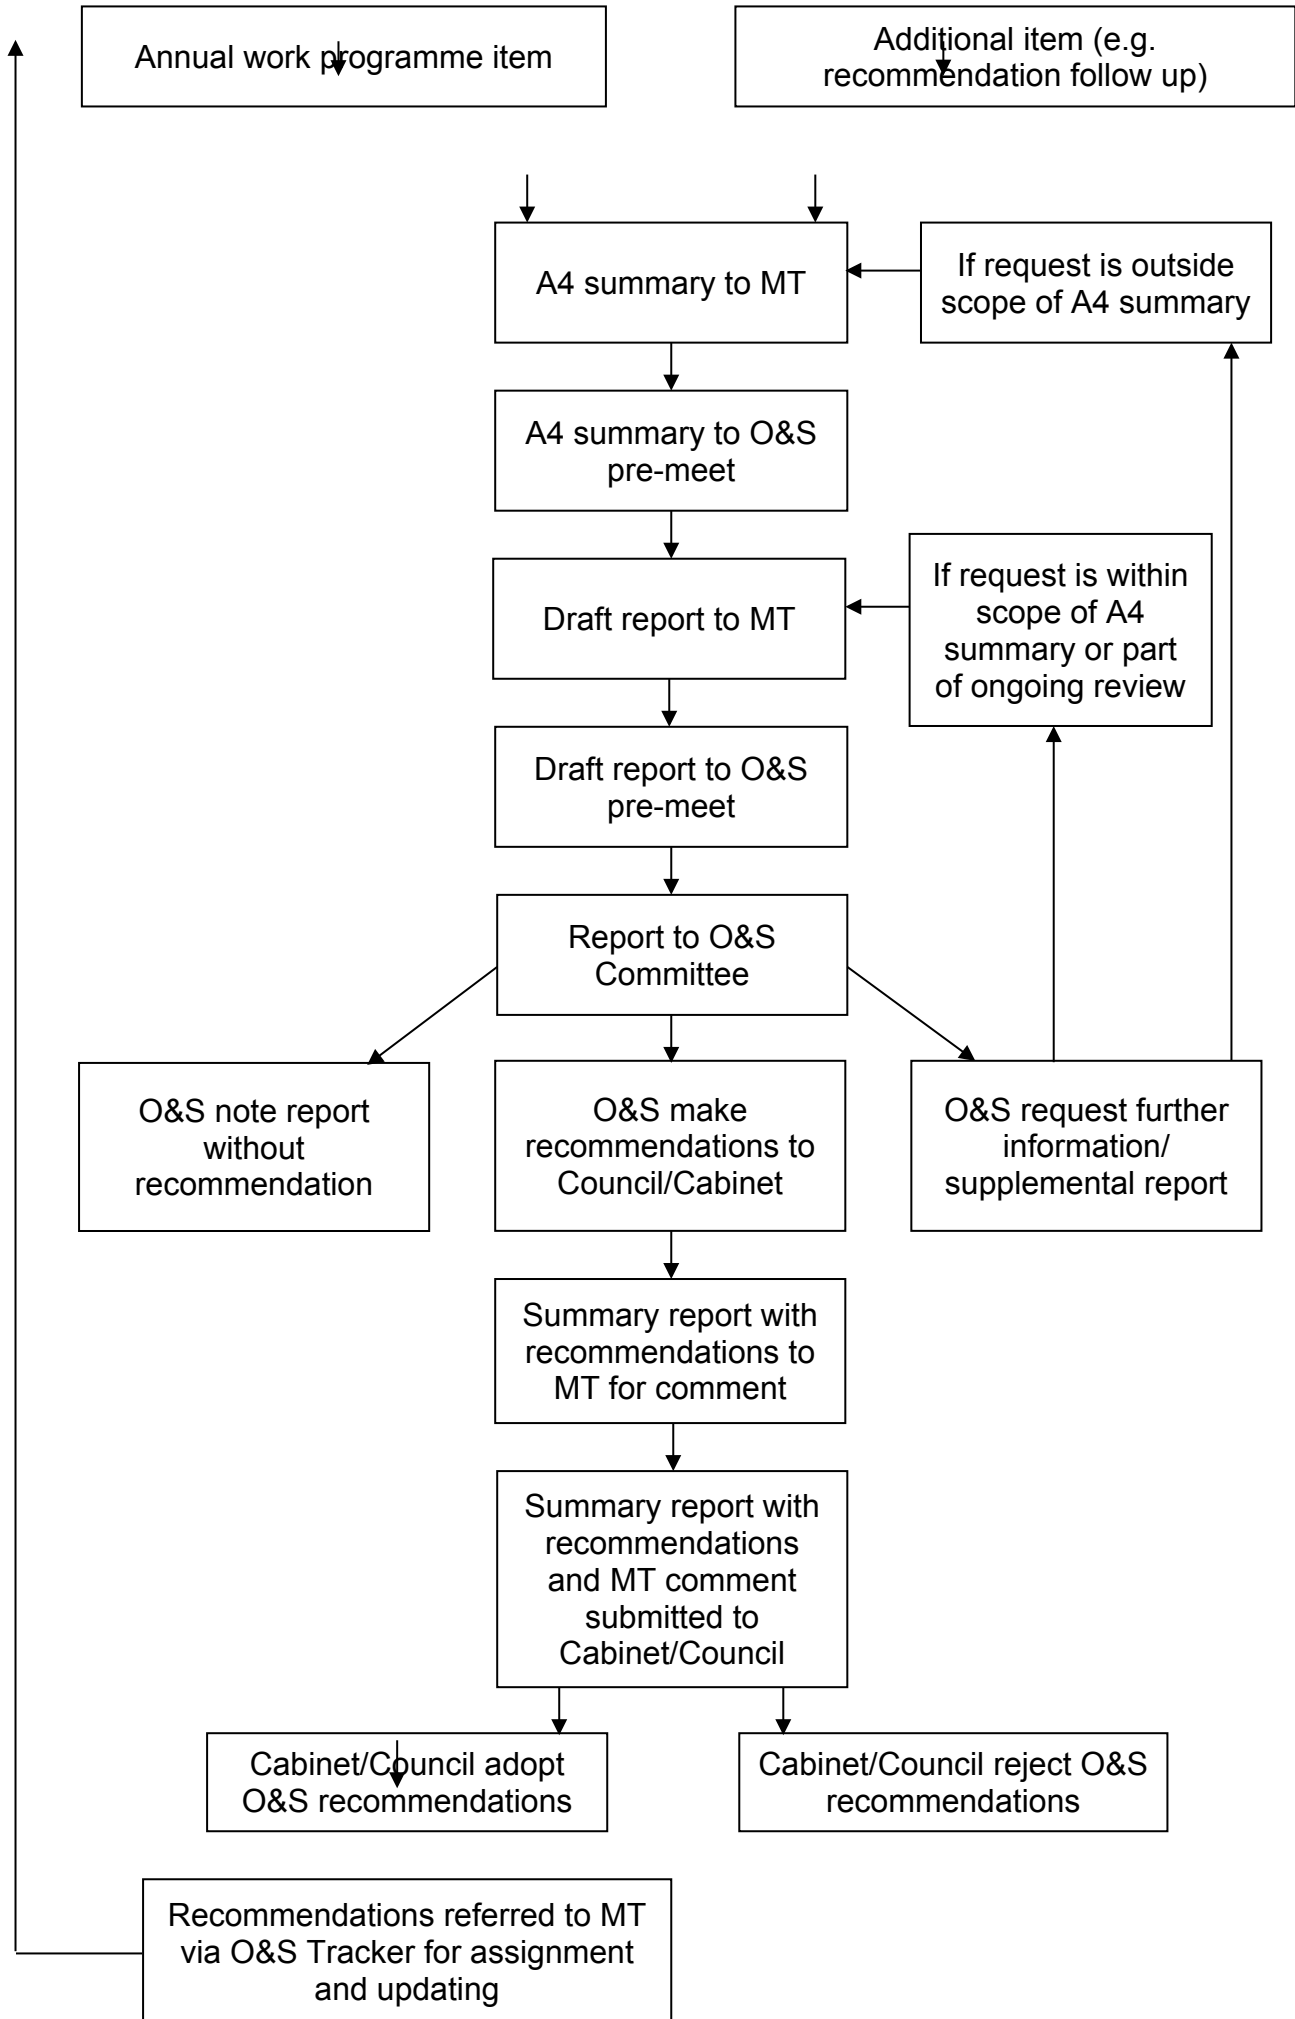 Annual work programme item
Additional item (e.g.
recommendation follow up)
A4 summary to MT
If request is outside
scope of A4 summary
A4 summary to O&S
pre-meet
Draft report to MT
If request is within
scope of A4
summary or part
of ongoing review
Draft report to O&S
pre-meet
Report to O&S
Committee
O&S note report
without
recommendation
O&S make
recommendations to
Council/Cabinet
O&S request further
information/
supplemental report
Summary report with
recommendations to
MT for comment
Summary report with
recommendations
and MT comment
submitted to
Cabinet/Council
Cabinet/Council adopt
O&S recommendations
Cabinet/Council reject O&S
recommendations
Recommendations referred to MT
via O&S Tracker for assignment
and updating